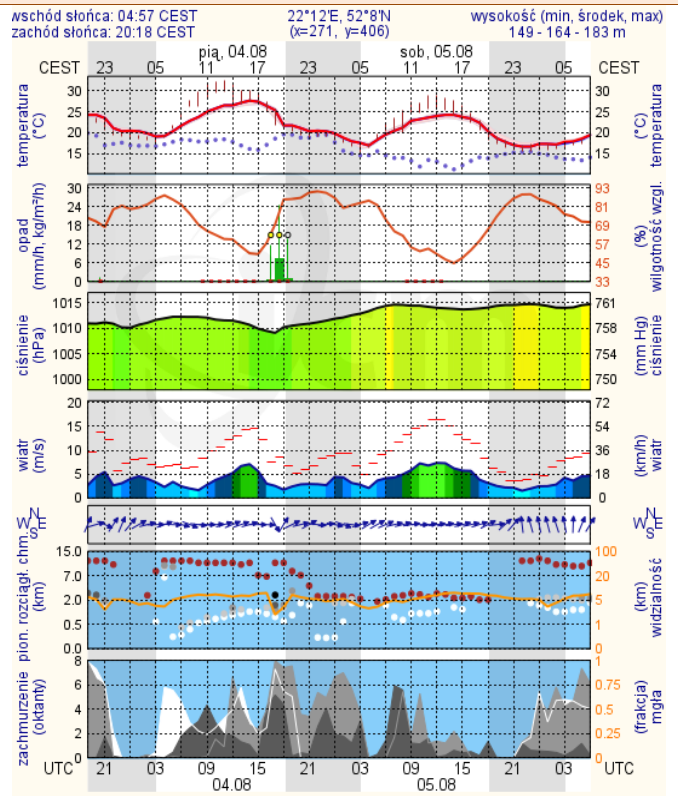 wschód słońca: 04:57 CEST 22°12'E, 52°8'N wysokość (min, środek, max)
zachód słońca: 20:18 CEST (x=271, y=406) 149 - 164 - 183 m
pią, 04.08 sob, 05.08
CEST 23 05 11 17 23 05 11 17 23 05 CEST
temperatura (°C)
30
25
20
15
30
25
20
15
(°C) temperatura
opad (mm/h, kg/m²/h)
30
24
18
12
6
0
93
81
69
57
45
33
(%) wilgotność wzgl.
ciśnienie (hPa)
1015
1010
1005
1000
761
758
754
750
(mm Hg) ciśnienie
wiatr (m/s)
20
15
10
5
0
72
54
36
18
0
(km/h) wiatr
N
W E
S
N
W E
S
pion. rozciągł. chm. (km)
15.0
7.0
2.0
0.5
0.0
100
20
5
1
0
(km) widzialność
zachmurzenie (oktanty)
8
6
4
2
0
1
0.75
0.5
0.25
0
(frakcja) mgła
UTC 21 03 09 15 21 03 09 15 21 03 UTC
04.08 05.08